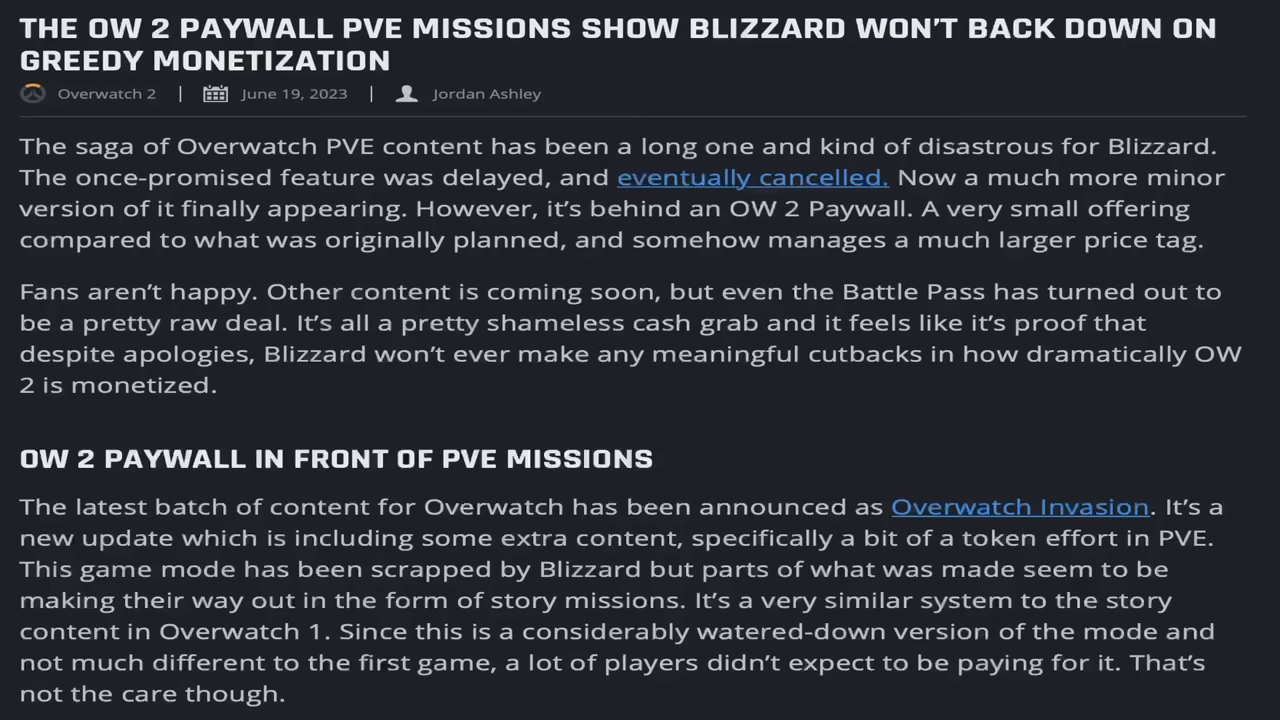 THE OW 2 PAYWALL PVE MISSIONS SHOW BLIZZARD WON'T BACK DOWN ON
GREEDY MONETIZATION
Overwatch 2 | June 19, 2023 | Jordan Ashley
The saga of Overwatch PVE content has been a long one and kind of disastrous for Blizzard.
The once-promised feature was delayed, and eventually cancelled. Now a much more minor
version of it finally appearing. However, it's behind an OW 2 Paywall. A very small offering
compared to what was originally planned, and somehow manages a much larger price tag.
Fans aren't happy. Other content is coming soon, but even the Battle Pass has turned out to
be a pretty raw deal. It's all a pretty shameless cash grab and it feels like it's proof that
despite apologies, Blizzard won't ever make any meaningful cutbacks in how dramatically OW
2 is monetized.
OW 2 PAYWALL IN FRONT OF PVE MISSIONS
The latest batch of content for Overwatch has been announced as Overwatch Invasion. It's a
new update which is including some extra content, specifically a bit of a token effort in PVE.
This game mode has been scrapped by Blizzard but parts of what was made seem to be
making their way out in the form of story missions. It's a very similar system to the story
content in Overwatch 1. Since this is a considerably watered-down version of the mode and
not much different to the first game, a lot of players didn't expect to be paying for it. That's
not the care though.